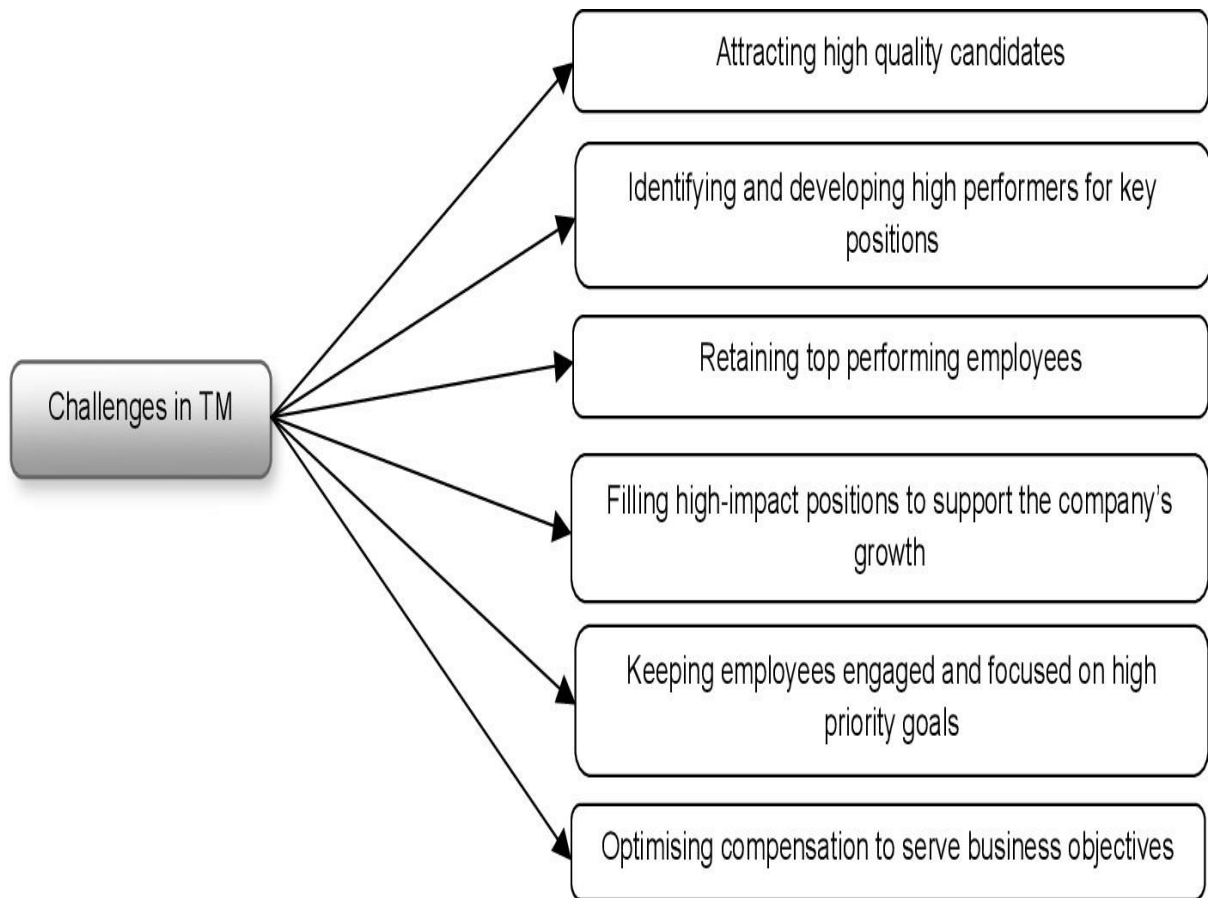 Attracting high quality candidates
Identifying and developing high performers for key
positions
Retaining top performing employees
Challenges in TM
Filling high-impact positions to support the company’s
growth
Keeping employees engaged and focused on high
priority goals
Optimising compensation to serve business objectives